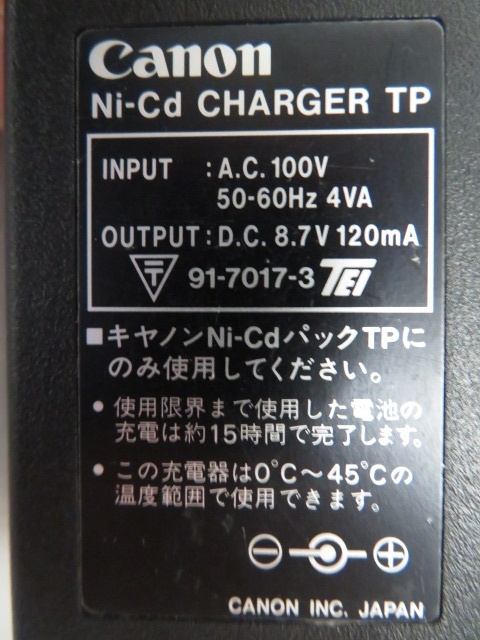 Canon
Ni-Cd CHARGER TP
INPUT : A.C. 100V
50-60Hz 4VA
OUTPUT : D.C. 8.7V 120mA
〒 91-7017-3 TEI
■キヤノンNi-CdパックTPに
のみ使用してください。
● 使用限界まで使用した電池の
充電は約15時間で完了します。
● この充電器は0℃～45℃の
温度範囲で使用できます。
CANON INC. JAPAN